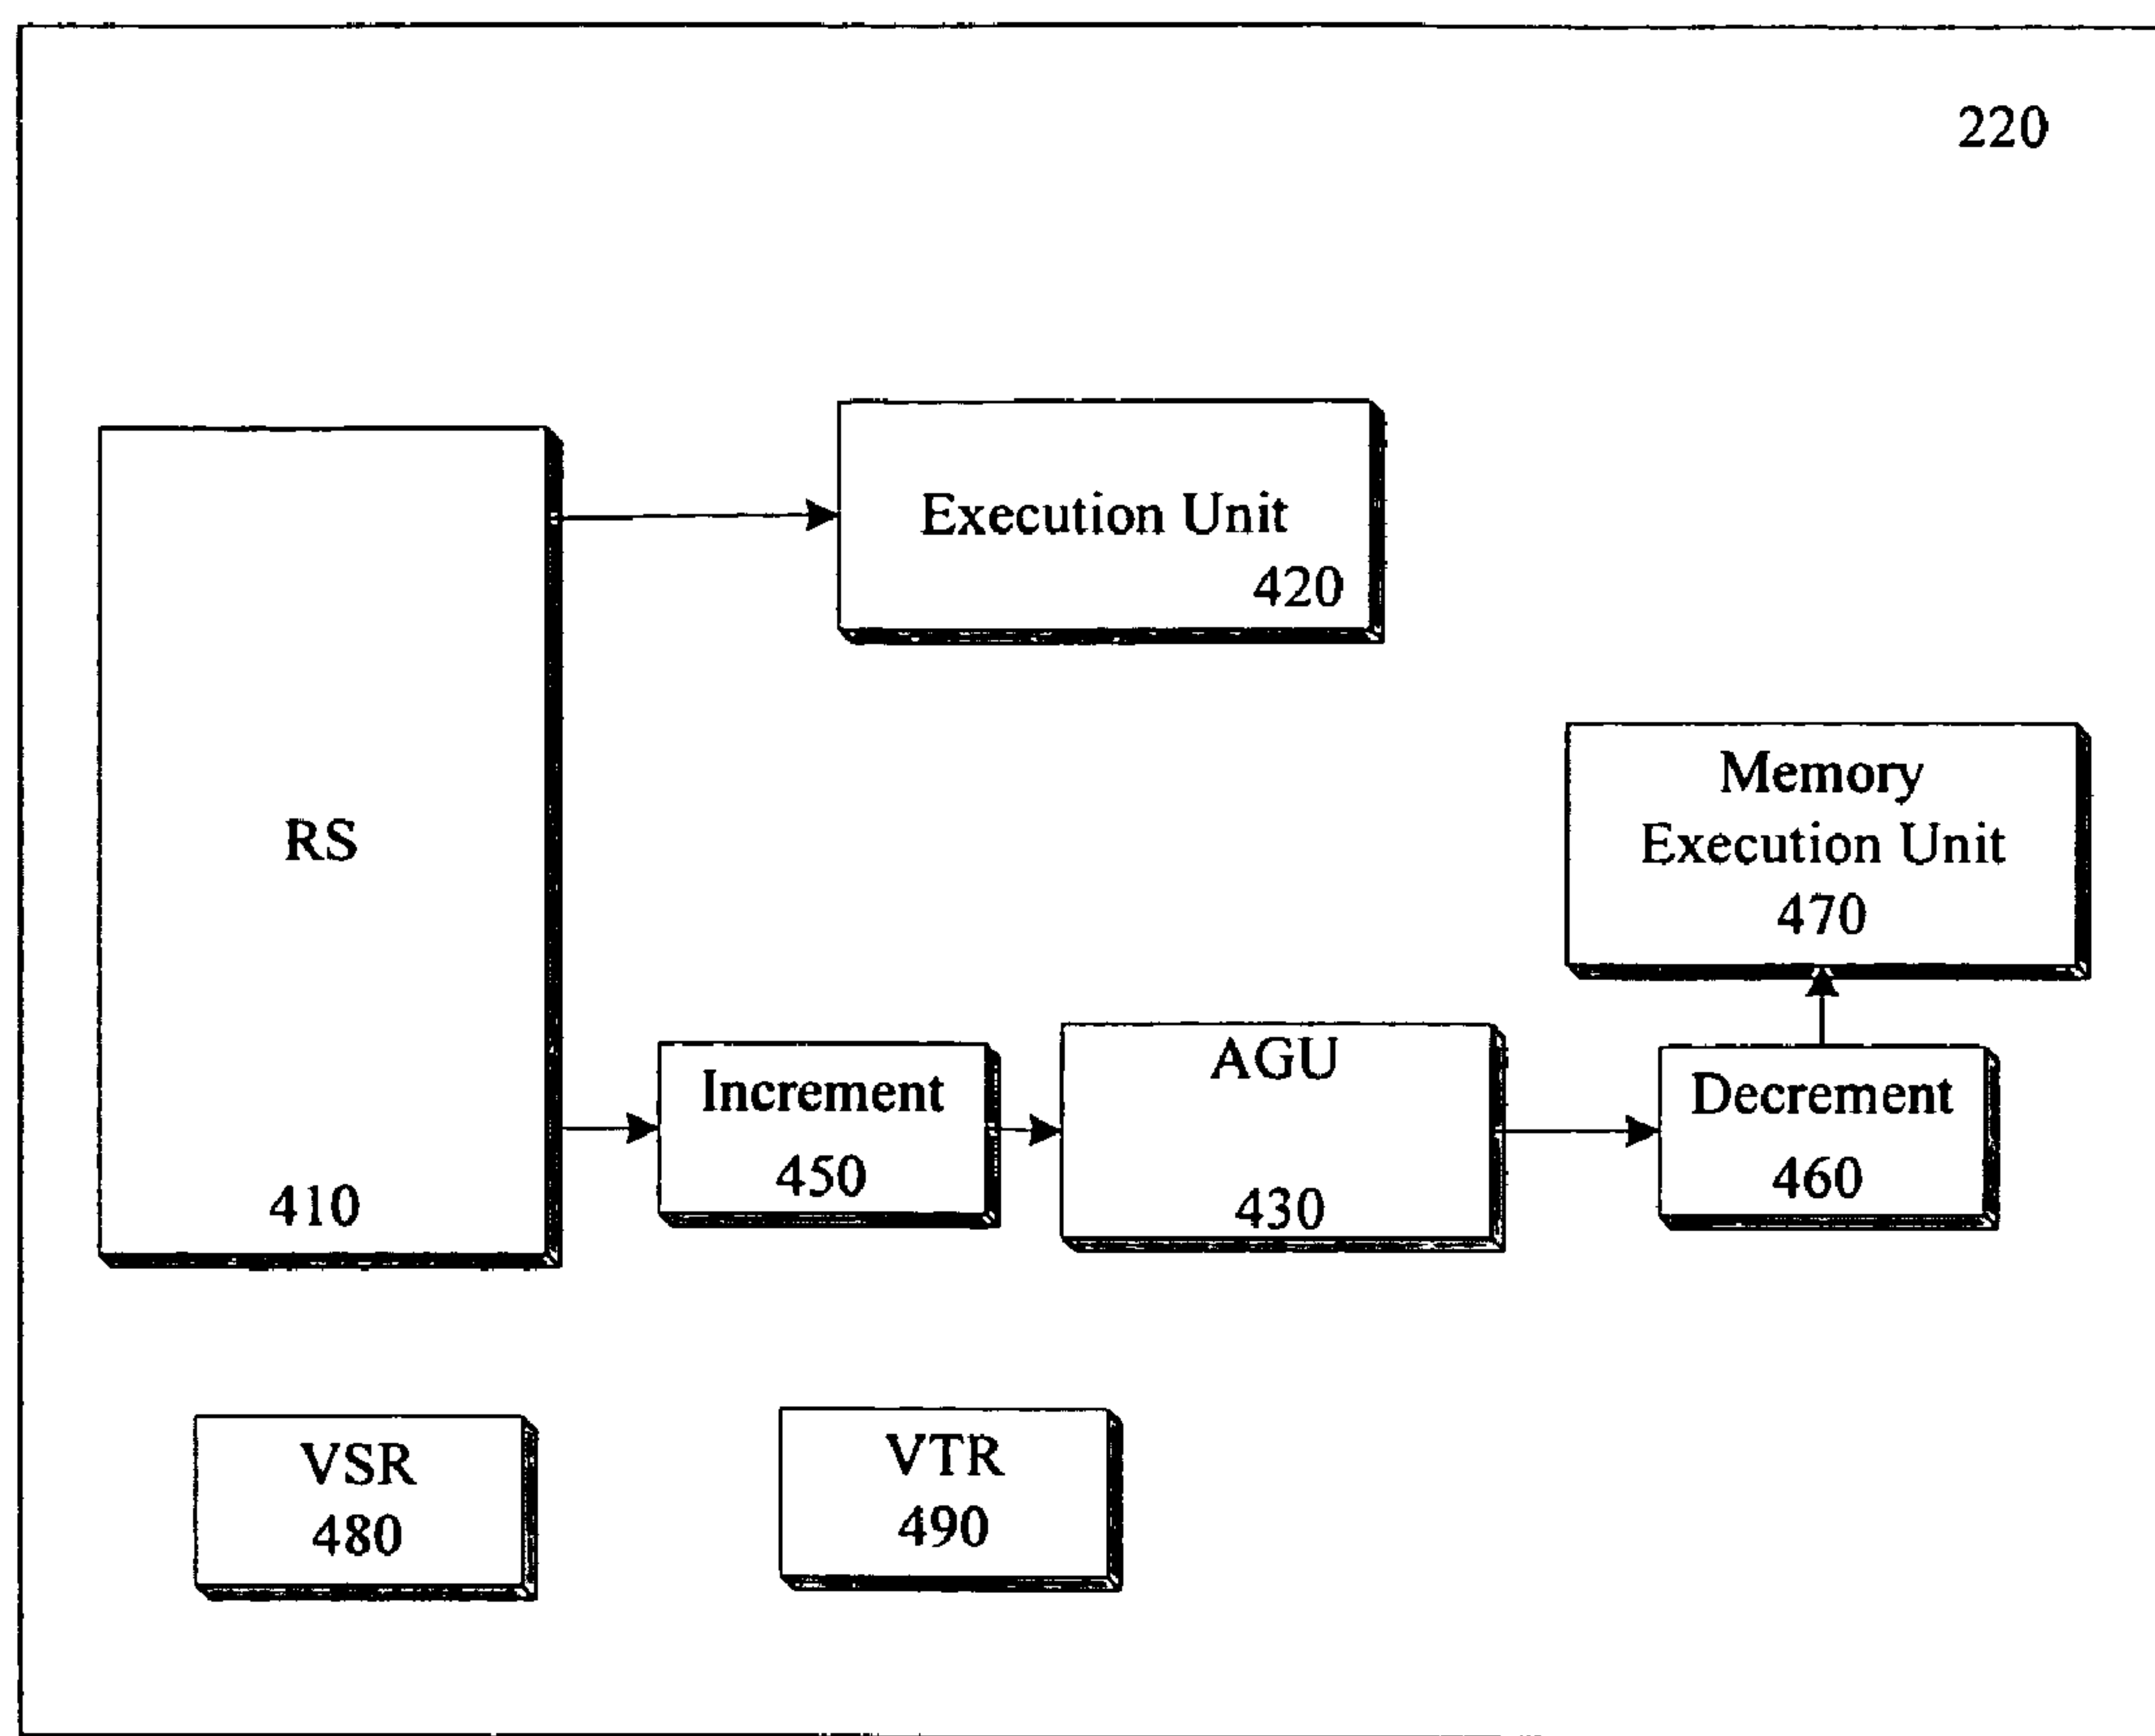 220
Execution Unit
420
RS
410
Memory
Execution Unit
470
Increment
450
AGU
430
Decrement
460
VSR
480
VTR
490